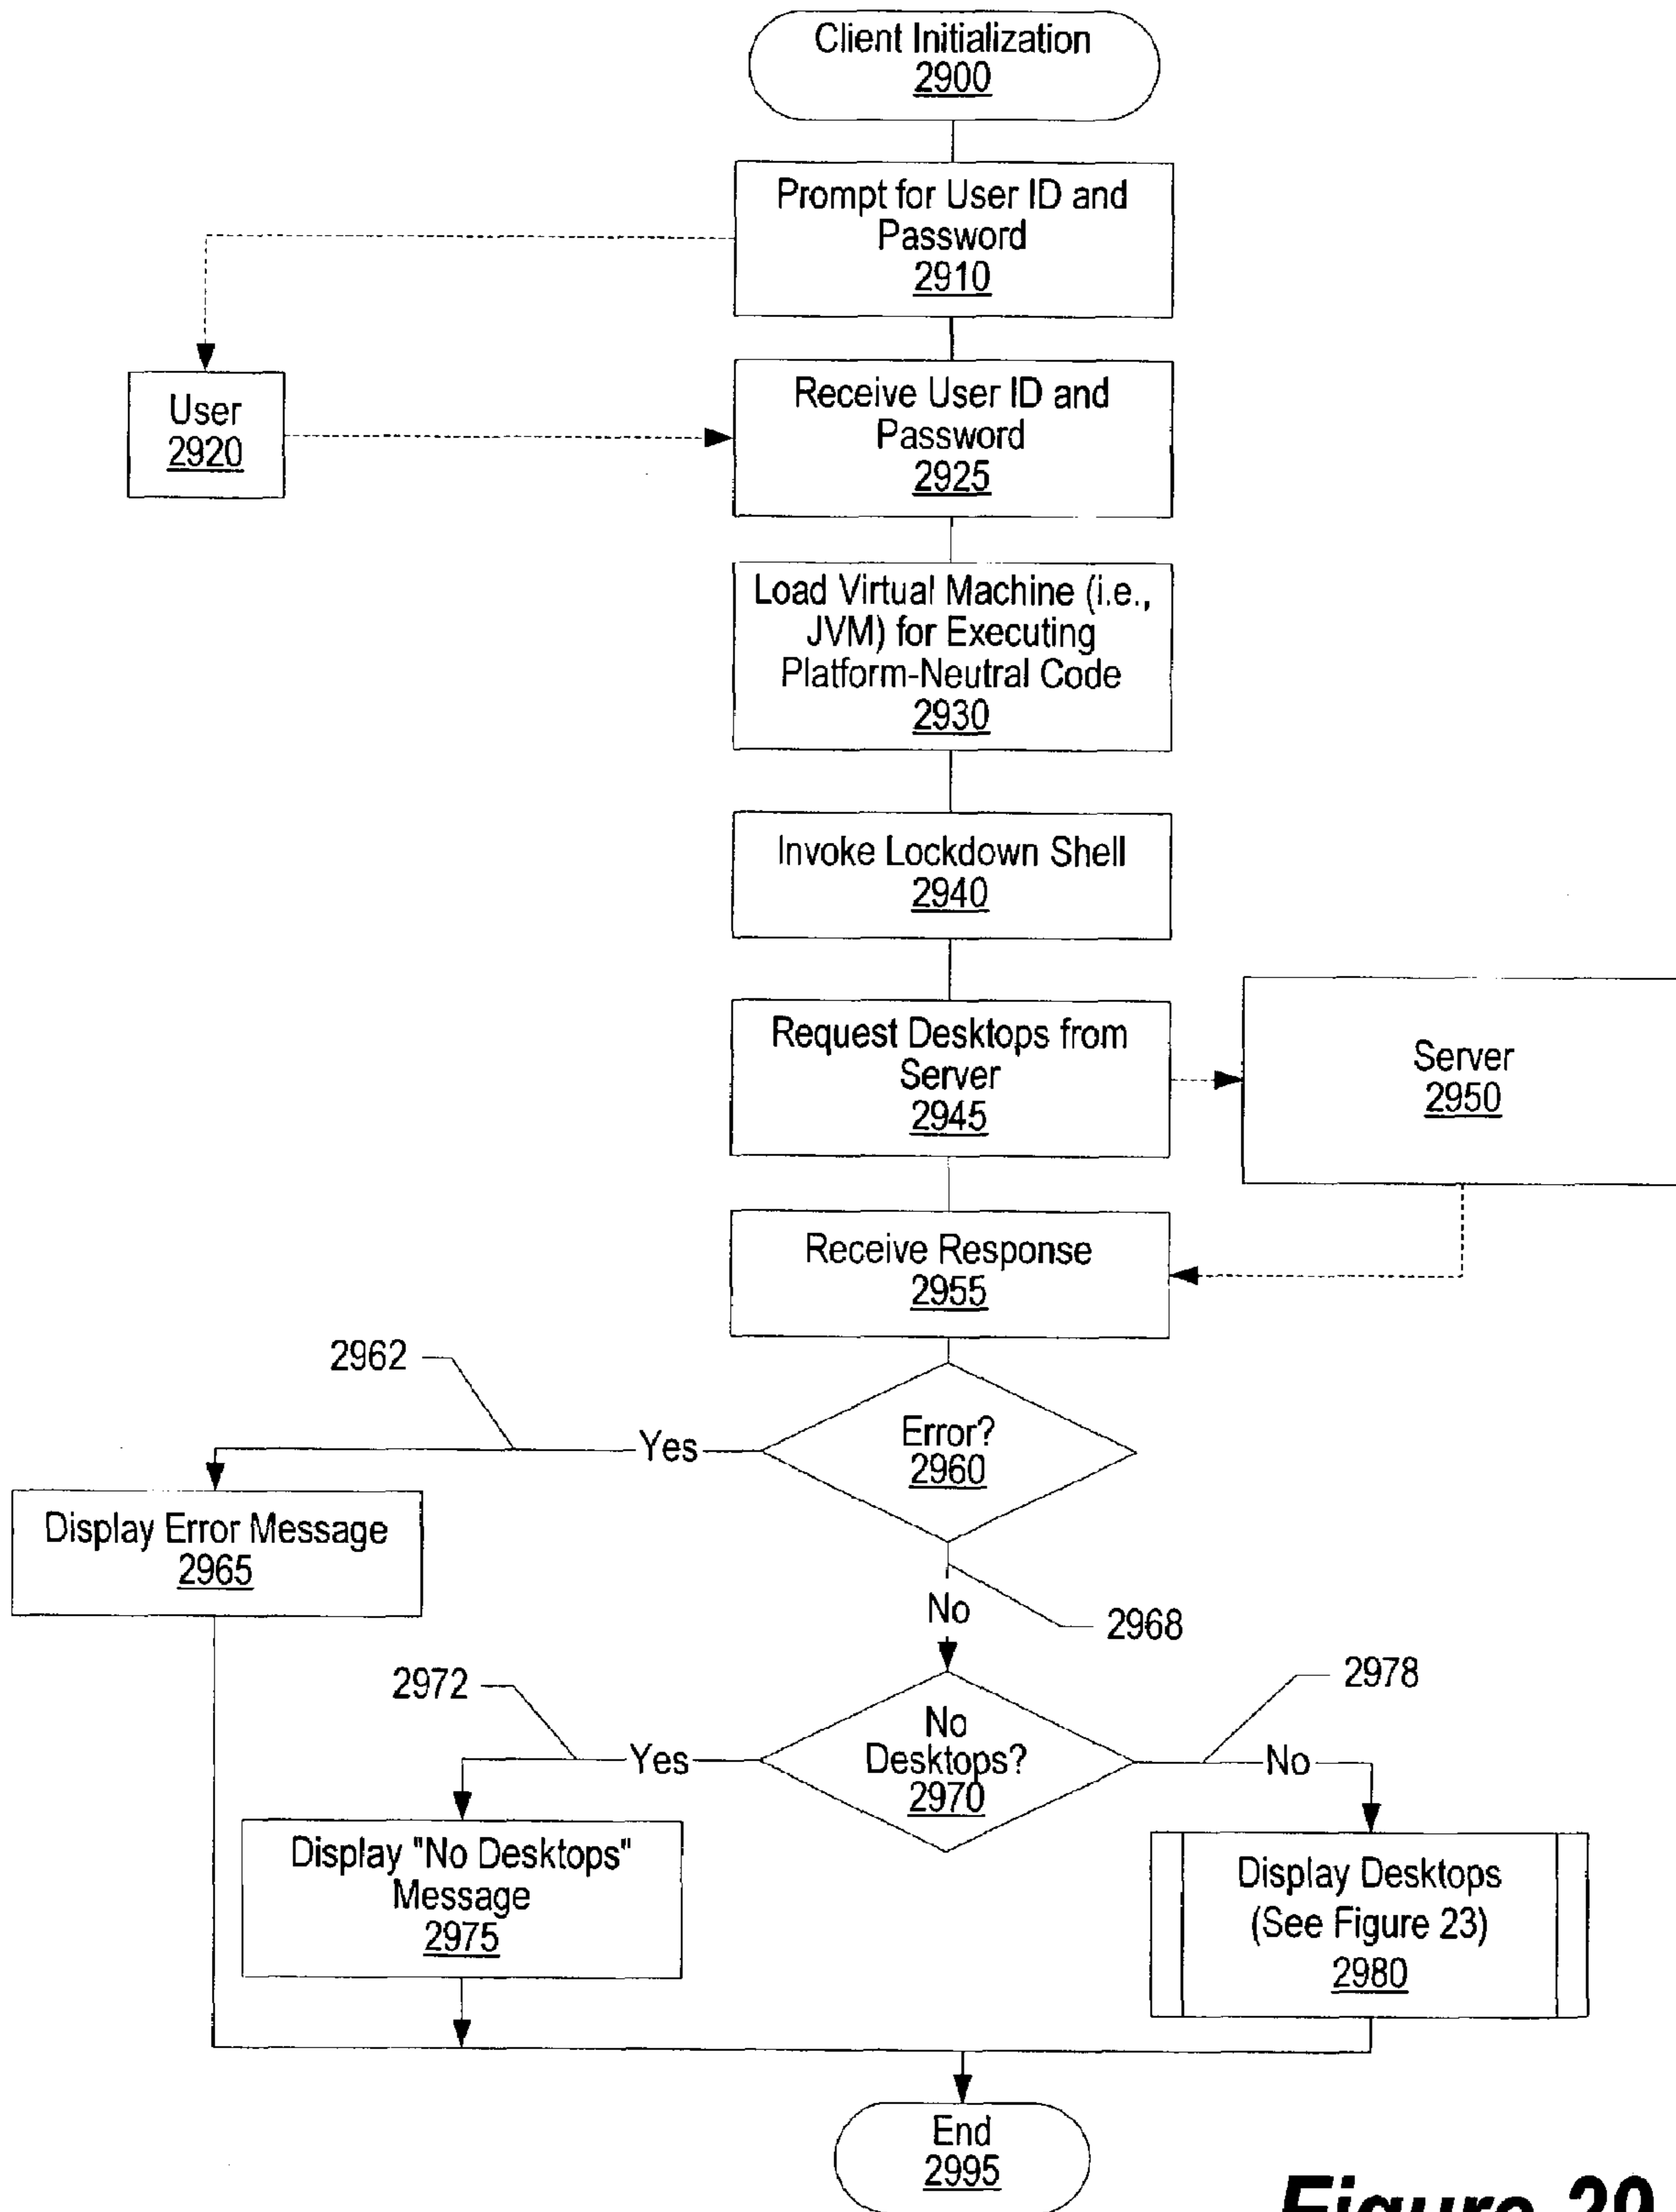 Client Initialization
2900
Prompt for User ID and
Password
2910
User
2920
Receive User ID and
Password
2925
Load Virtual Machine (i.e.,
JVM) for Executing
Platform-Neutral Code
2930
Invoke Lockdown Shell
2940
Request Desktops from
Server
2945
Server
2950
Receive Response
2955
2962
Yes
Error?
2960
Display Error Message
2965
No
2968
2972
2978
Yes
No
Desktops?
2970
No
Display "No Desktops"
Message
2975
Display Desktops
(See Figure 23)
2980
End
2995
Figure 29